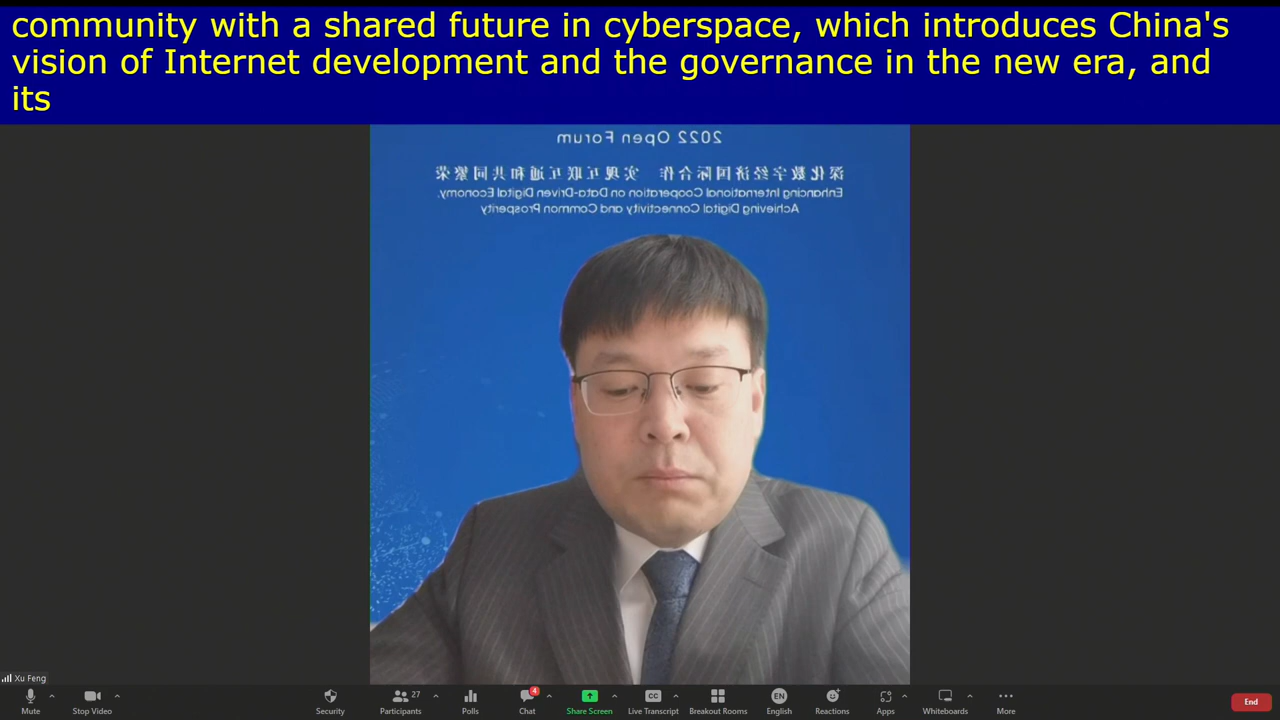 community with a shared future in cyberspace, which introduces China's
vision of Internet development and the governance in the new era, and
its
2022 Open Forum
深化数字经济国际合作 实现互联互通和共同繁荣
Enhancing International Cooperation on Data-Driven Digital Economy,
Achieving Digital Connectivity and Common Prosperity
Xu Feng
Mute
Stop Video
Security
Participants
27
Polls
Chat
4
Share Screen
CC
Live Transcript
Breakout Rooms
EN
English
Reactions
Apps
Whiteboards
More
End